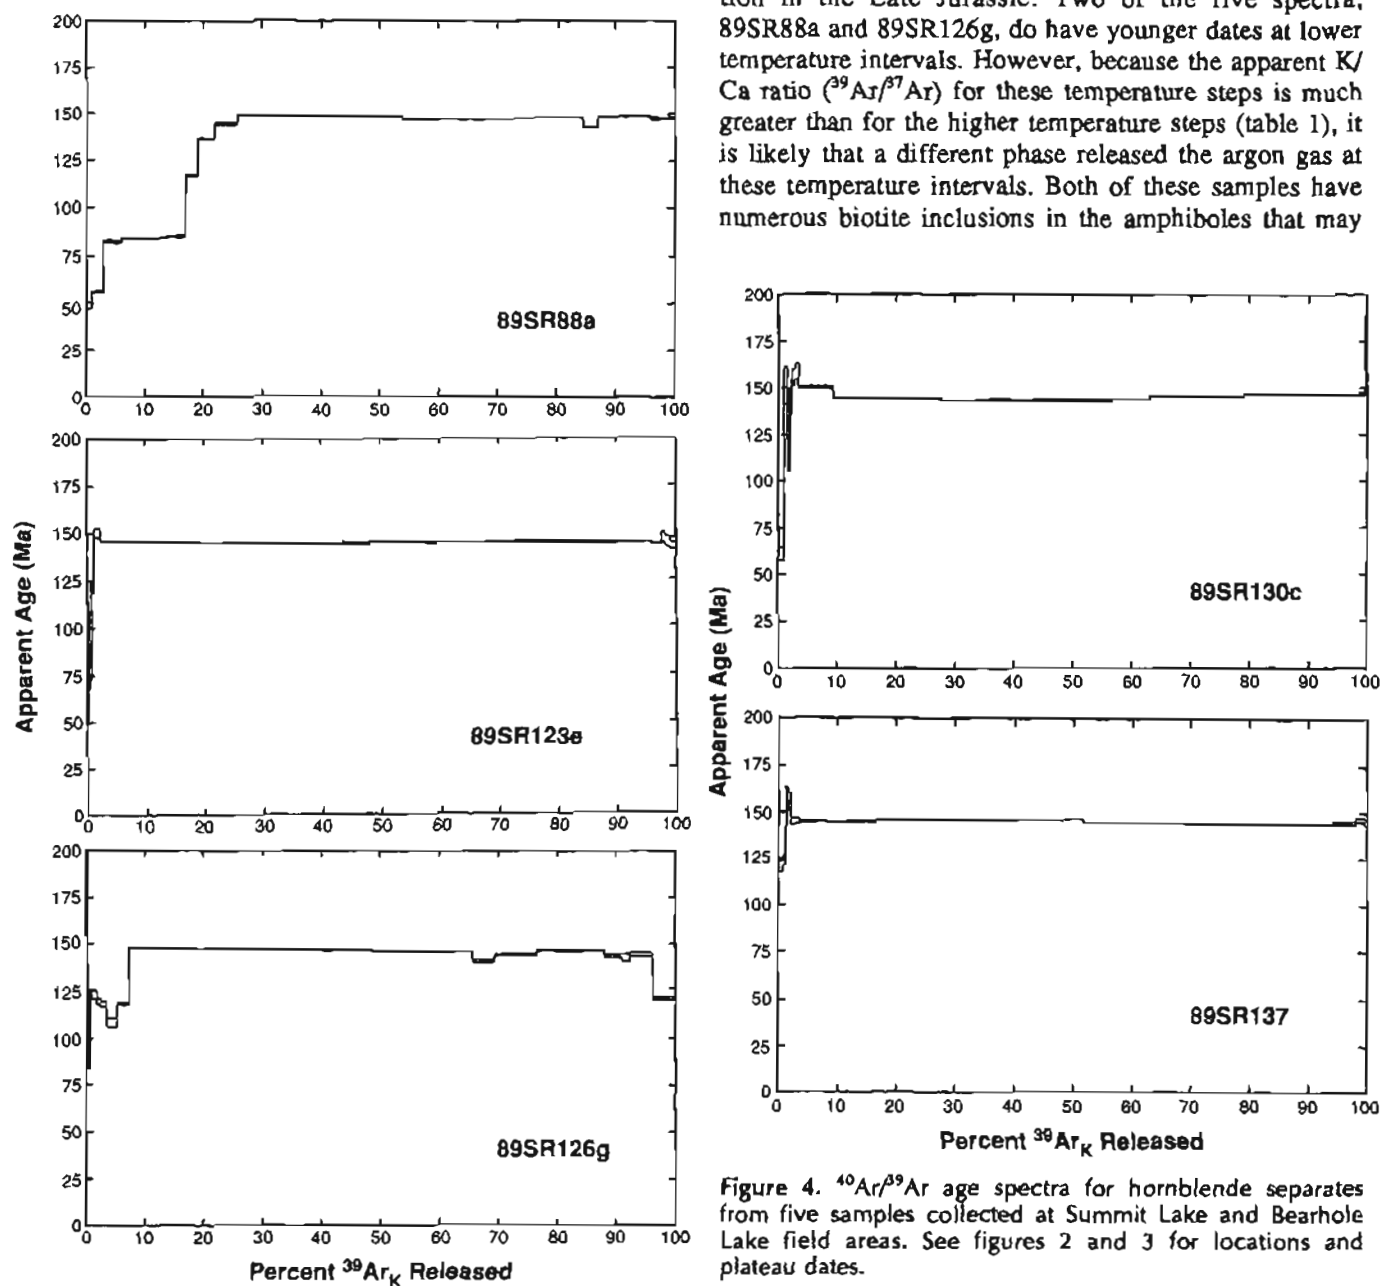 tion in the Late Jurassic. Two of the five spectra,
89SR88a and 89SR126g, do have younger dates at lower
temperature intervals. However, because the apparent K/
Ca ratio (³⁹Ar/³⁷Ar) for these temperature steps is much
greater than for the higher temperature steps (table 1), it
is likely that a different phase released the argon gas at
these temperature intervals. Both of these samples have
numerous biotite inclusions in the amphiboles that may
200
175
150
125
100
75
50
25
0
0 10 20 30 40 50 60 70 80 90 100
89SR88a
200
175
150
125
100
75
50
25
0
0 10 20 30 40 50 60 70 80 90 100
89SR123e
Apparent Age (Ma)
200
175
150
125
100
75
50
25
0
0 10 20 30 40 50 60 70 80 90 100
89SR126g
Percent ³⁹Ar<sub>K</sub> Released
200
175
150
125
100
75
50
25
0
0 10 20 30 40 50 60 70 80 90 100
89SR130c
Apparent Age (Ma)
200
175
150
125
100
75
50
25
0
0 10 20 30 40 50 60 70 80 90 100
89SR137
Percent ³⁹Ar<sub>K</sub> Released
Figure 4. ⁴⁰Ar/³⁹Ar age spectra for hornblende separates
from five samples collected at Summit Lake and Bearhole
Lake field areas. See figures 2 and 3 for locations and
plateau dates.